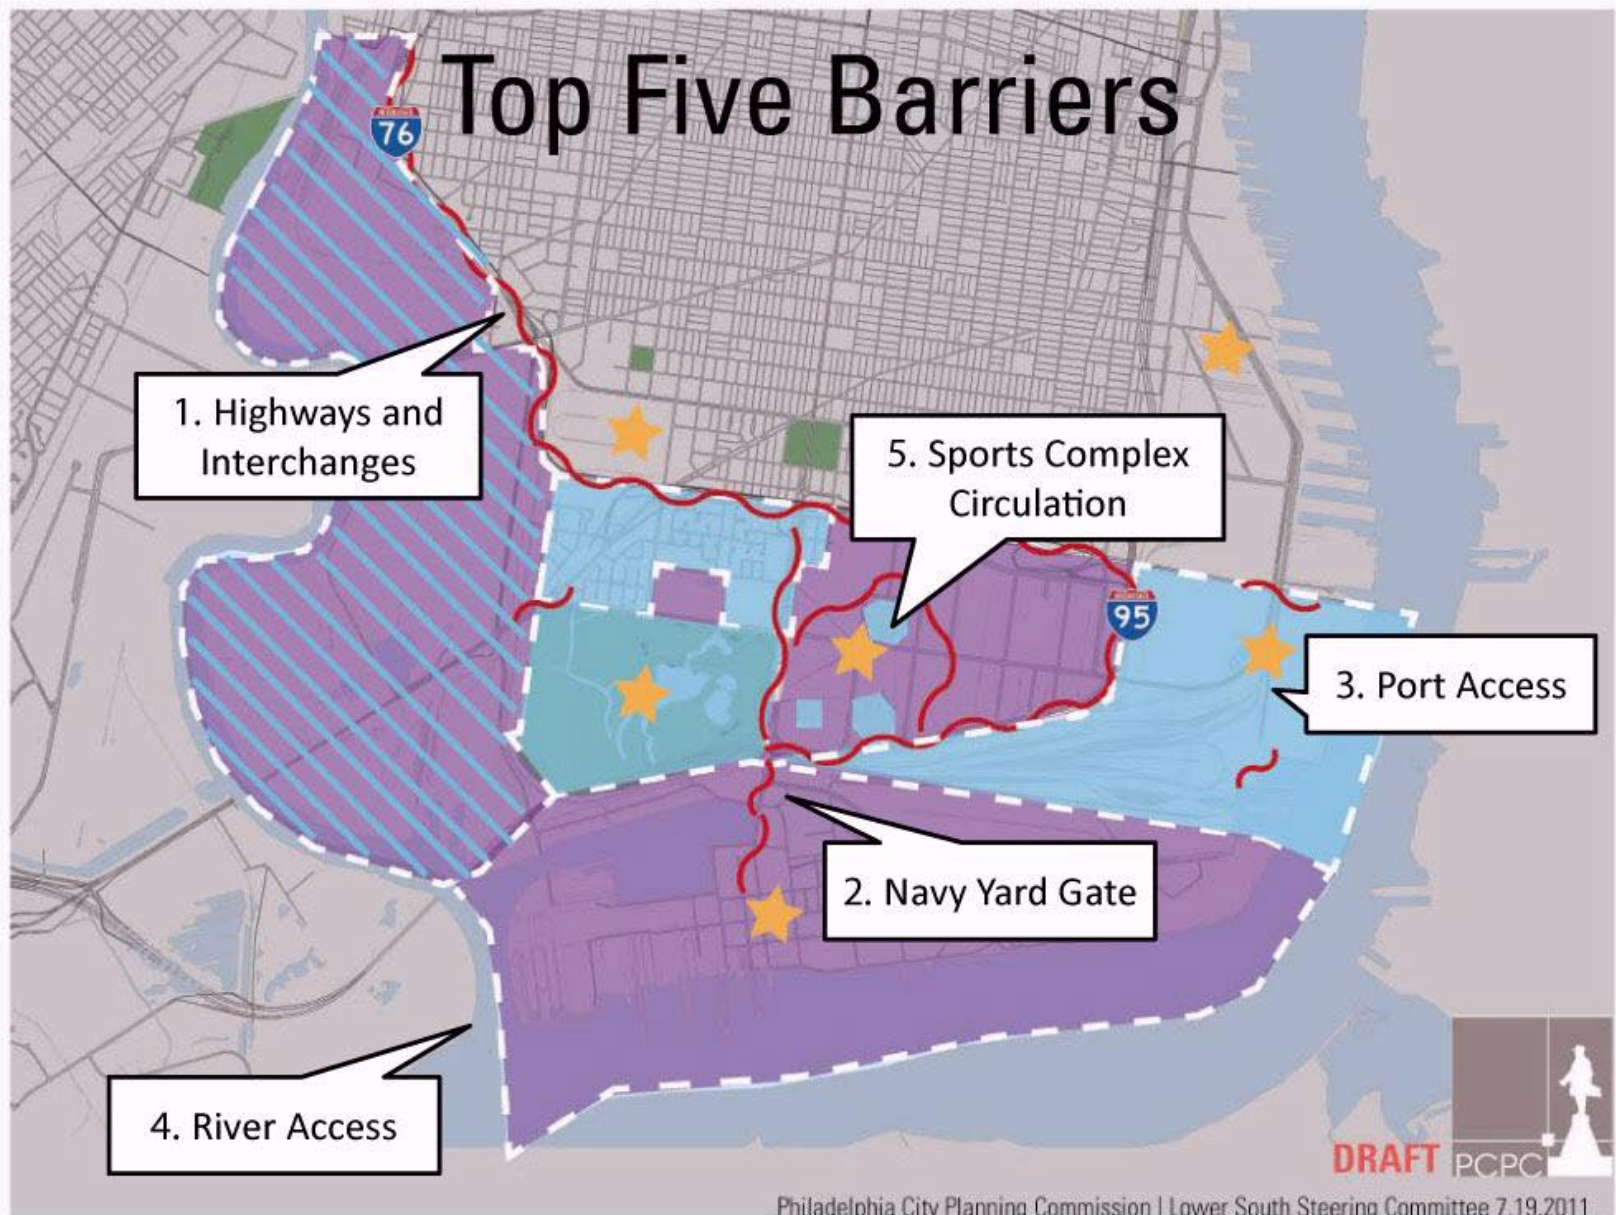 Top Five Barriers
76
1. Highways and
Interchanges
5. Sports Complex
Circulation
95
3. Port Access
2. Navy Yard Gate
4. River Access
DRAFT
PCPC
Philadelphia City Planning Commission | Lower South Steering Committee 7.19.2011